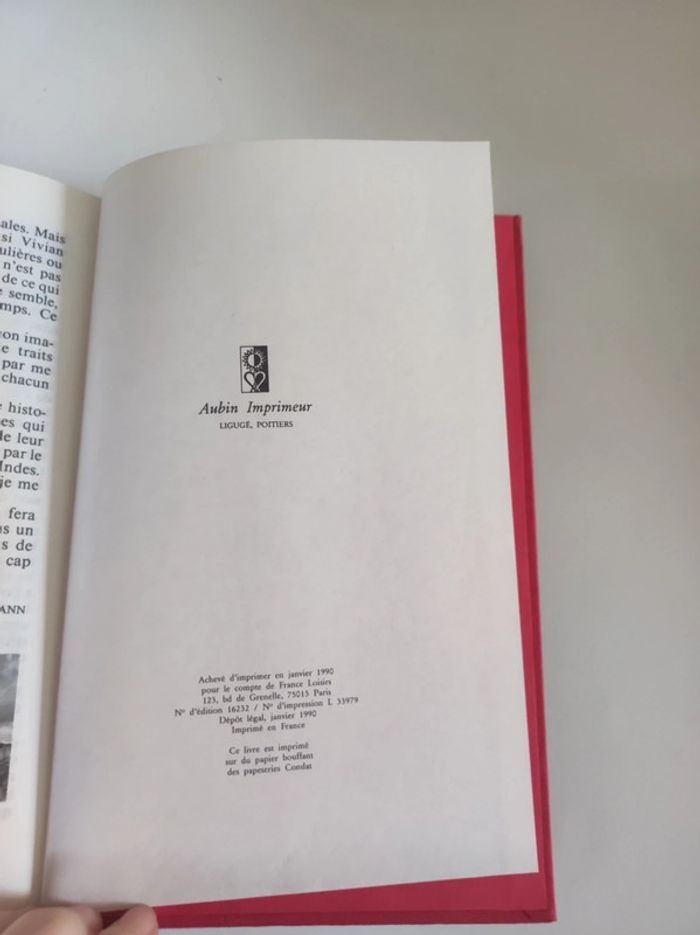 ales. Mais
si Vivian
ulières ou
n'est pas
de ce qui
e semble,
mps. Ce
on ima-
e traits
par me
chacun
e histo-
es qui
de leur
par le
Indes.
je me
fera
ns un
s de
cap
ANN
Aubin Imprimeur
LIGUGÉ, POITIERS
Achevé d'imprimer en janvier 1990
pour le compte de France Loisirs
123, bd de Grenelle, 75015 Paris
N° d'édition 16232 / N° d'impression L 33979
Dépôt légal, janvier 1990
Imprimé en France
Ce livre est imprimé
sur du papier bouffant
des papeteries Condat